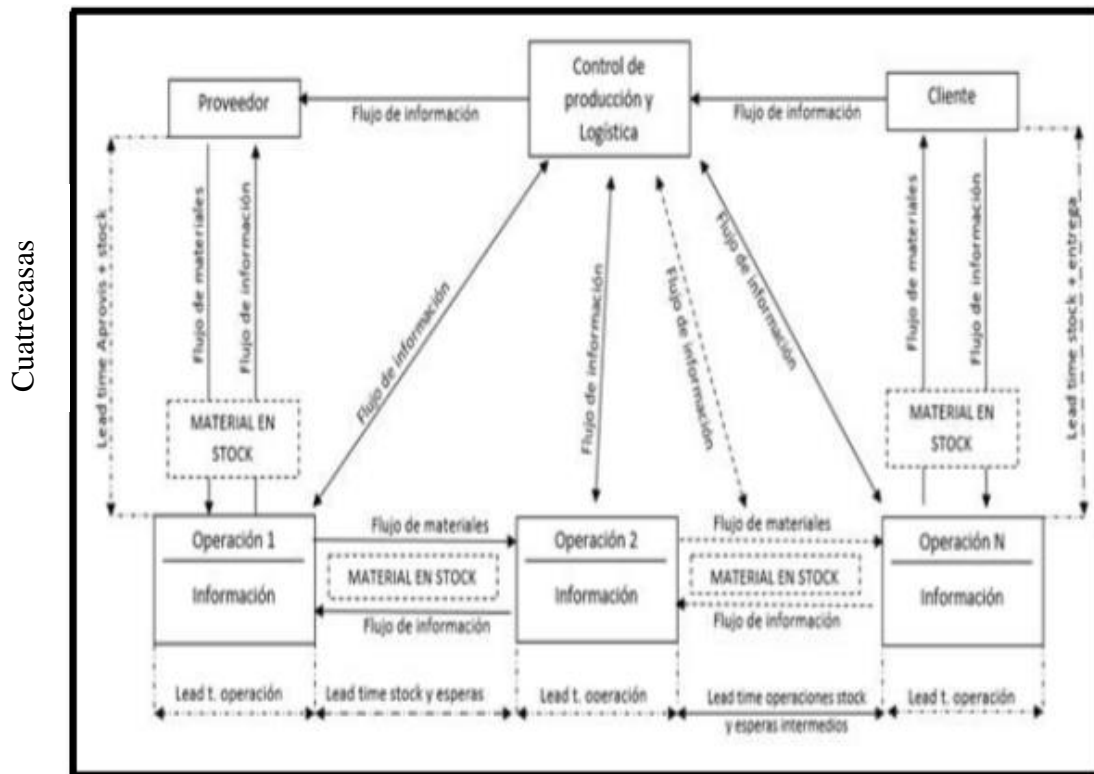 Cuatrecasas
Control de
producción y
Logística
Proveedor
Cliente
Flujo de información
Flujo de información
Lead time Aprovis + stock
Flujo de materiales
Flujo de información
Flujo de información
Flujo de información
Flujo de información
Flujo de información
Flujo de materiales
Flujo de información
Lead time stock + entrega
MATERIAL EN
STOCK
MATERIAL EN
STOCK
Operación 1
Información
Flujo de materiales
MATERIAL EN STOCK
Flujo de información
Operación 2
Información
Flujo de materiales
MATERIAL EN STOCK
Flujo de información
Operación N
Información
Lead t. operación
Lead time stock y esperas
Lead t. operación
Lead time operaciones stock
y esperas intermedios
Lead t. operación